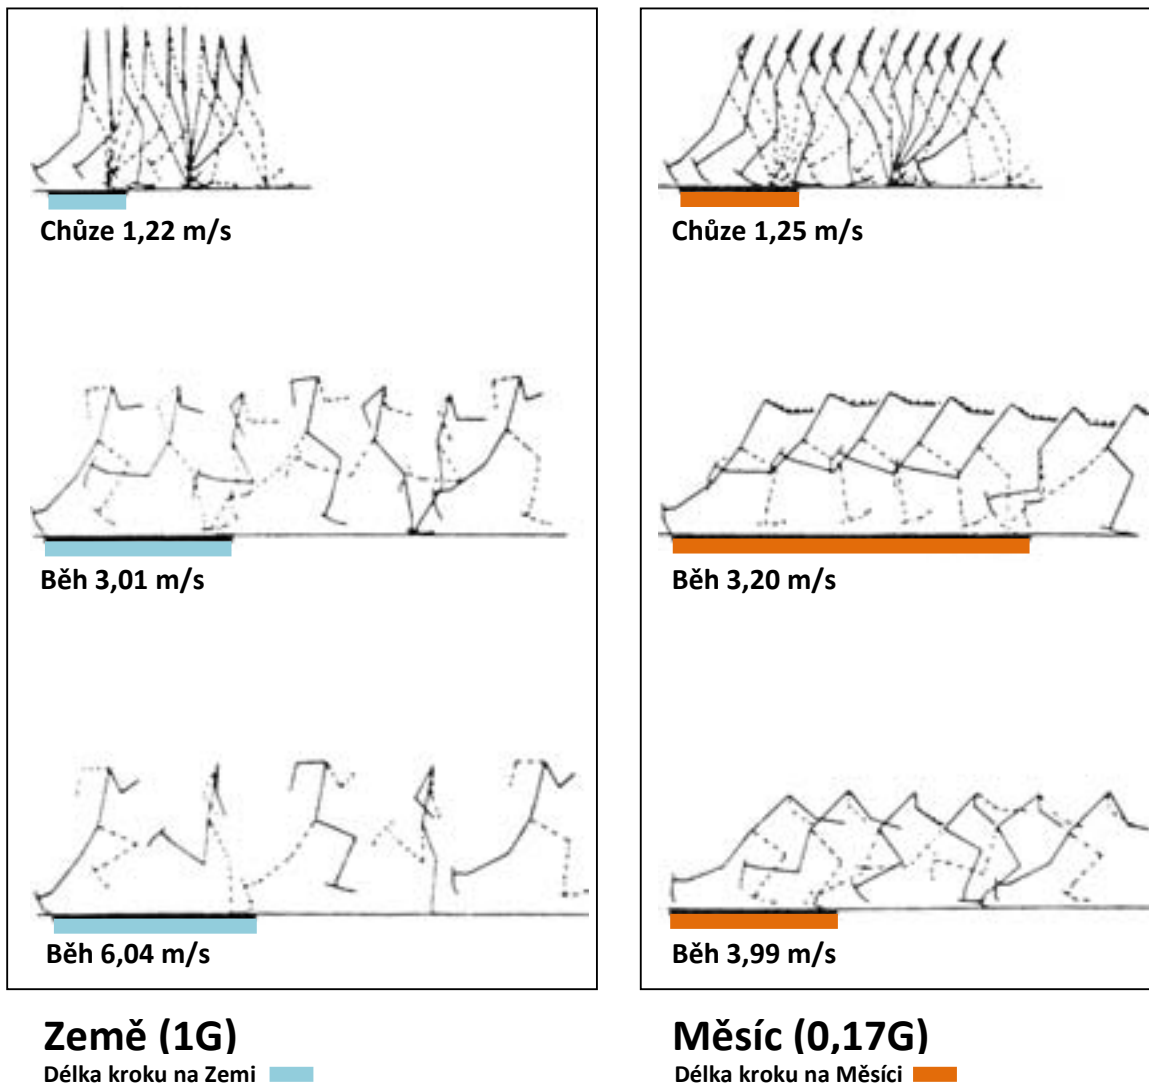 Chůze 1,22 m/s
Běh 3,01 m/s
Běh 6,04 m/s
Země (1G)
Délka kroku na Zemi
Chůze 1,25 m/s
Běh 3,20 m/s
Běh 3,99 m/s
Měsíc (0,17G)
Délka kroku na Měsíci